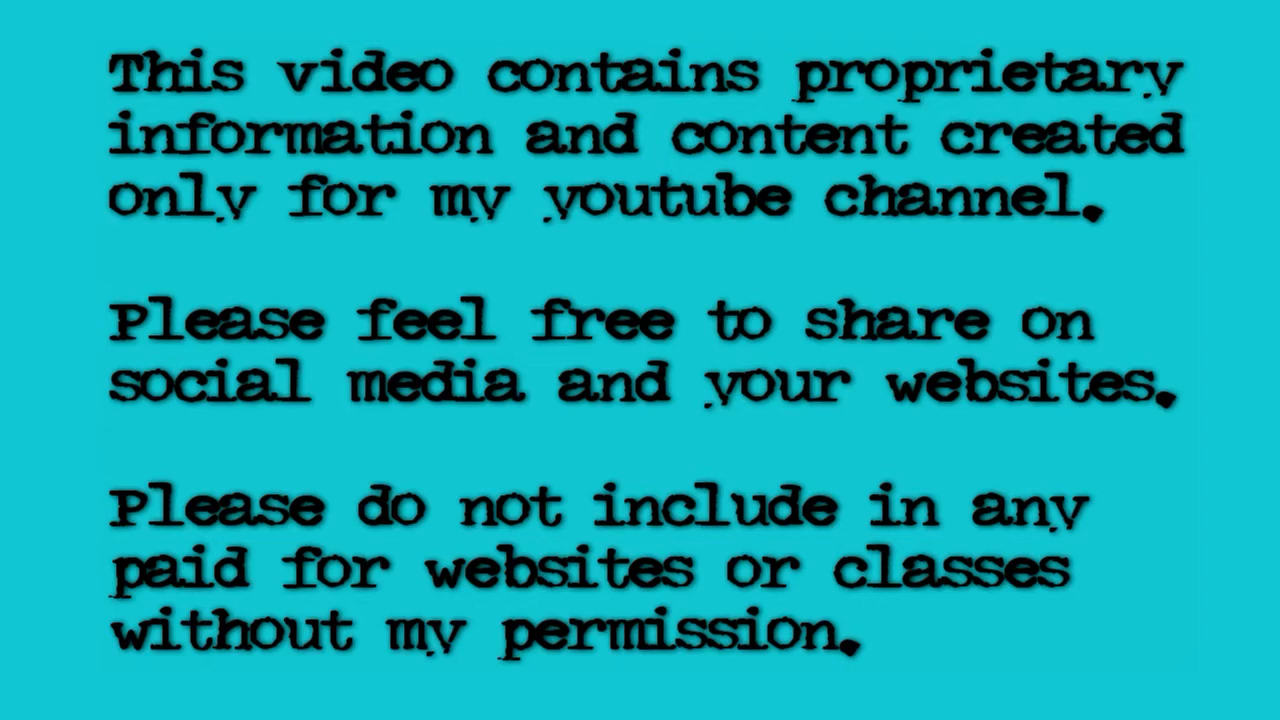 This video contains proprietary
information and content created
only for my youtube channel.
Please feel free to share on
social media and your websites.
Please do not include in any
paid for websites or classes
without my permission.